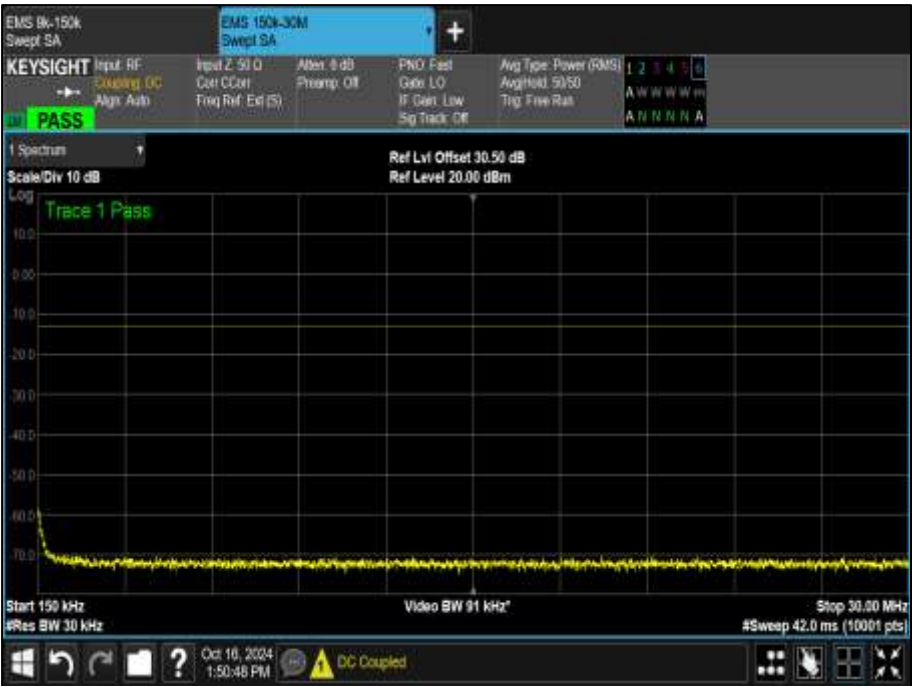 EMS 9k-150k
Swept SA
EMS 150k-30M
Swept SA
+
KEYSIGHT
Input: RF
Coupling: DC
Align: Auto
Input Z: 50 Ω
Corr CCorr
Freq Ref: Ext (S)
Atten: 6 dB
Preamp: Off
PNO: Fast
Gate: LO
IF Gain: Low
Sig Track: Off
Avg Type: Power (RMS)
Avg|Hold: 50/50
Trig: Free Run
1 2 3 4 5 6
A W W W W
A N N N N A
PASS
1 Spectrum
Scale/Div 10 dB
Ref Lvl Offset 30.50 dB
Ref Level 20.00 dBm
Log
Trace 1 Pass
10.0
0.00
-10.0
-20.0
-30.0
-40.0
-50.0
-60.0
-70.0
Start 150 kHz
Video BW 91 kHz*
Stop 30.00 MHz
#Res BW 30 kHz
#Sweep 42.0 ms (10001 pts)
?
Oct 16, 2024
1:50:48 PM
DC Coupled